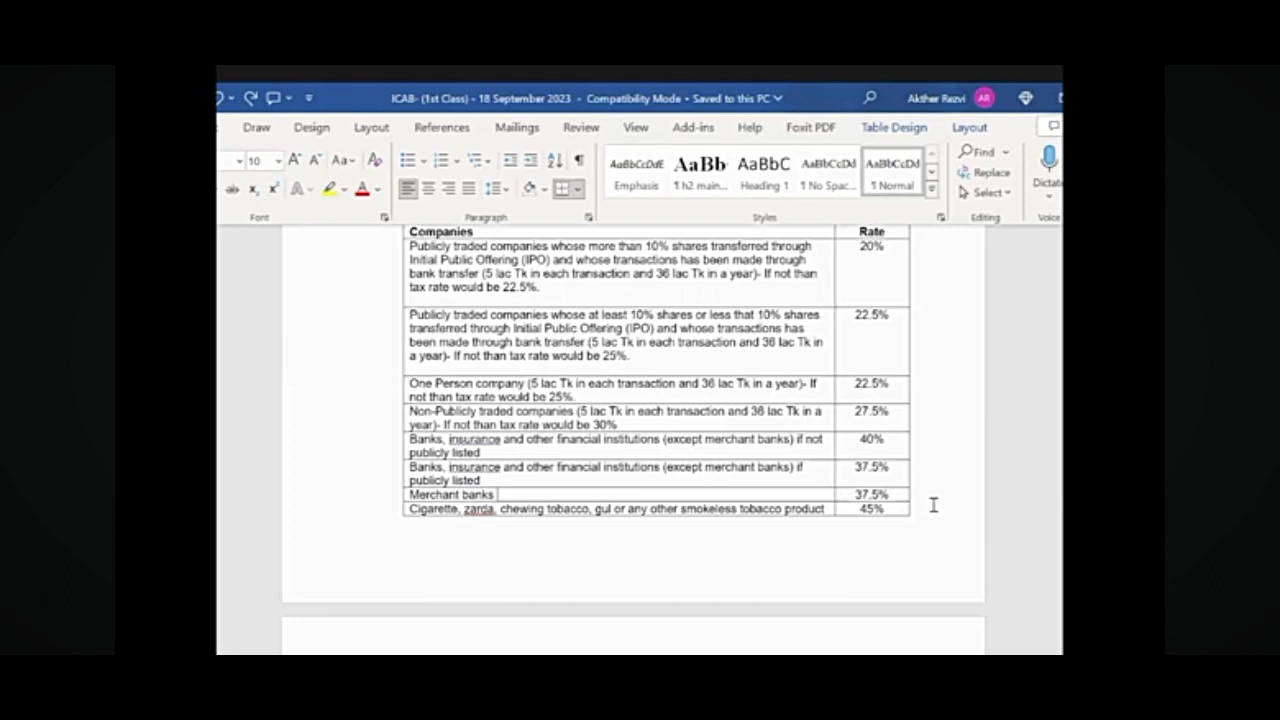 ICAB- (1st Class) - 18 September 2023 - Compatibility Mode • Saved to this PC
Akther Razvi AR
Draw Design Layout References Mailings Review View Add-ins Help Foxit PDF Table Design Layout
10 A A Aa A
AaBbCcDdE AaBb AaBbC AaBbCcDd AaBbCcDd
Emphasis ¶ h2 main... Heading 1 ¶ No Spac... ¶ Normal
Find
Replace
Select
Dictat
Font Paragraph Styles Editing Voice
Companies Rate
Publicly traded companies whose more than 10% shares transferred through 20%
Initial Public Offering (IPO) and whose transactions has been made through
bank transfer (5 lac Tk in each transaction and 36 lac Tk in a year)- If not than
tax rate would be 22.5%.
Publicly traded companies whose at least 10% shares or less that 10% shares 22.5%
transferred through Initial Public Offering (IPO) and whose transactions has
been made through bank transfer (5 lac Tk in each transaction and 36 lac Tk in
a year)- If not than tax rate would be 25%.
One Person company (5 lac Tk in each transaction and 36 lac Tk in a year)- If 22.5%
not than tax rate would be 25%.
Non-Publicly traded companies (5 lac Tk in each transaction and 36 lac Tk in a 27.5%
year)- If not than tax rate would be 30%
Banks, insurance and other financial institutions (except merchant banks) if not 40%
publicly listed
Banks, insurance and other financial institutions (except merchant banks) if 37.5%
publicly listed
Merchant banks 37.5%
Cigarette, zarda, chewing tobacco, gul or any other smokeless tobacco product 45%